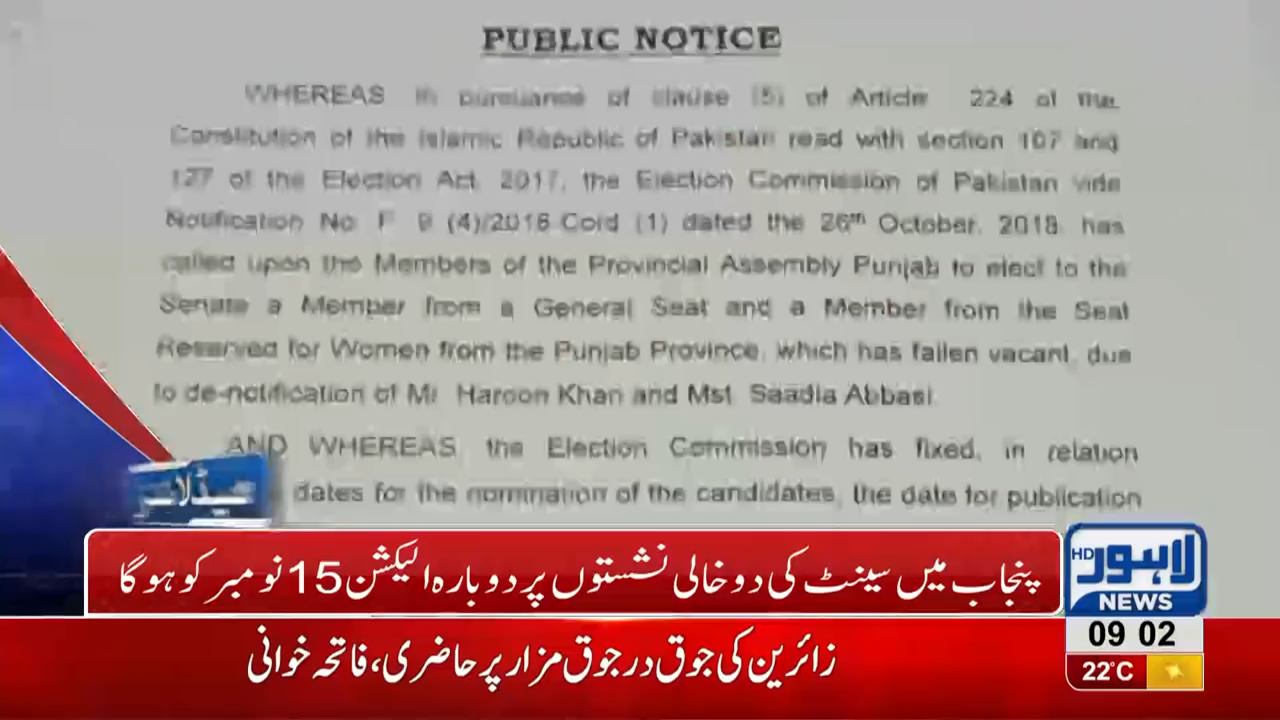 PUBLIC NOTICE
WHEREAS in pursuance of clause (5) of Article 224 of the
Constitution of the Islamic Republic of Pakistan read with section 107 and
127 of the Election Act, 2017, the Election Commission of Pakistan vide
Notification No F 9 (4)/2018-Cord (1) dated the 26th October, 2018, has
called upon the Members of the Provincial Assembly Punjab to elect to the
Senate a Member from a General Seat and a Member from the Seat
Reserved for Women from the Punjab Province, which has fallen vacant, due
to de-notification of Mr. Haroon Khan and Mst. Saadia Abbasi.
AND WHEREAS, the Election Commission has fixed, in relation
dates for the nomination of the candidates, the date for publication
ہیڈلائنز
پنجاب میں سینٹ کی دو خالی نشستوں پر دوبارہ الیکشن 15 نومبر کو ہوگا
HD لاہور
NEWS
09 02
زائرین کی جوق در جوق مزار پر حاضری، فاتحہ خوانی
22°C